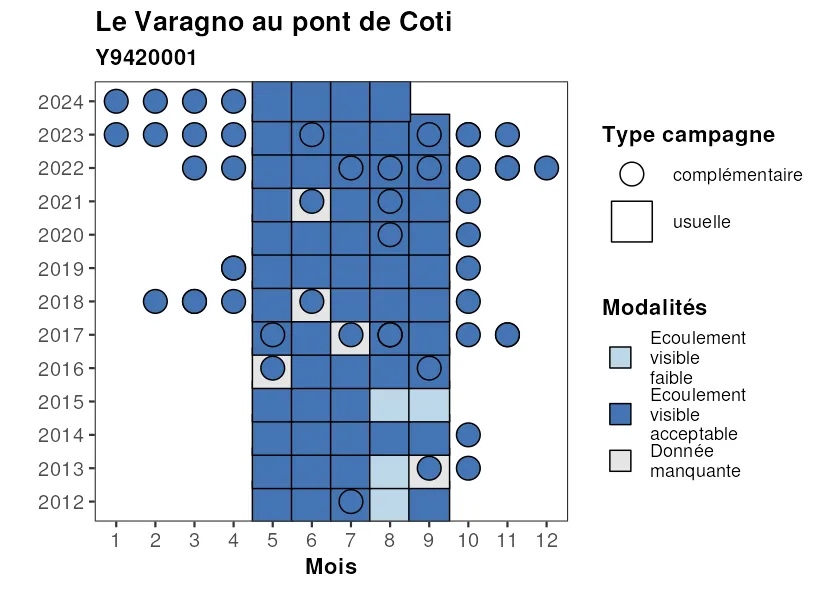 Le Varagno au pont de Coti
Y9420001
2024
2023
2022
2021
2020
2019
2018
2017
2016
2015
2014
2013
2012
1 2 3 4 5 6 7 8 9 10 11 12
Mois
Type campagne
complémentaire
usuelle
Modalités
Ecoulement
visible
faible
Ecoulement
visible
acceptable
Donnée
manquante